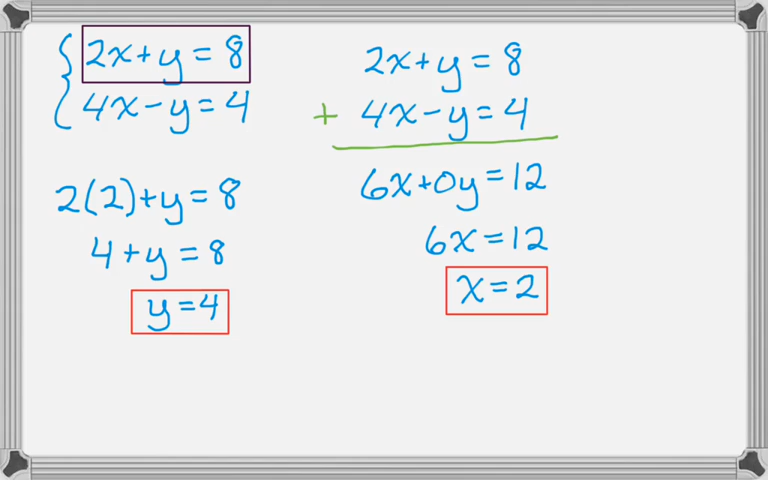 2x+y=8
4x-y=4
2x+y=8
+ 4x-y=4
6x+0y=12
6x=12
x=2
2(2)+y=8
4+y=8
y=4